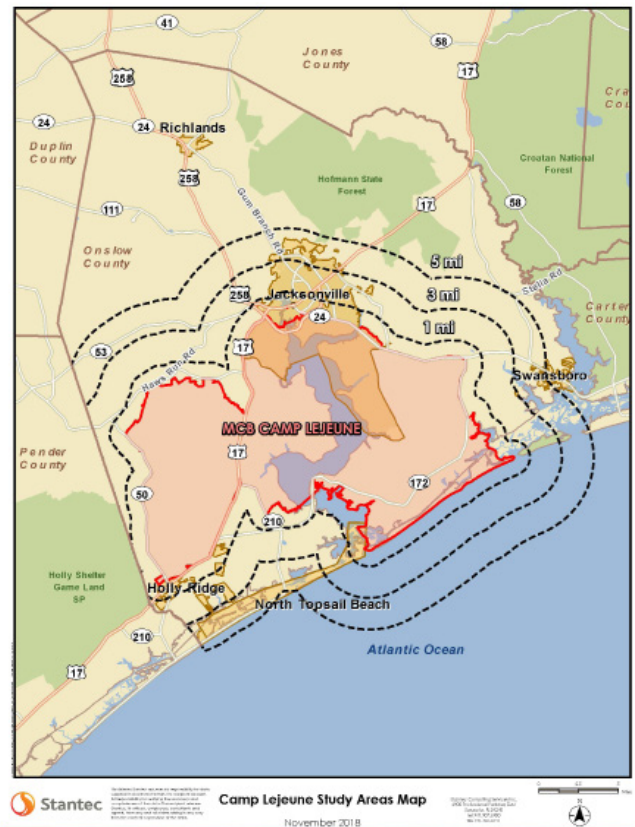 41
Jones
County
58
17
258
Cra
Cou
24
24
Richlands
Duplin
County
258
Hofmann State
Forest
Croatan National
Forest
111
Gum Branch Rd
17
58
Onslow
County
5 mi
Stella Rd
258
Jacksonville
3 mi
24
Carter
County
1 mi
17
53
Haws Run Rd
Swansboro
MCB CAMP LEJEUNE
Pender
County
17
172
50
210
Holly Shelter
Game Land
SP
Holly Ridge
North Topsail Beach
210
Atlantic Ocean
17
Stantec
Camp Lejeune Study Areas Map
November 2018
N